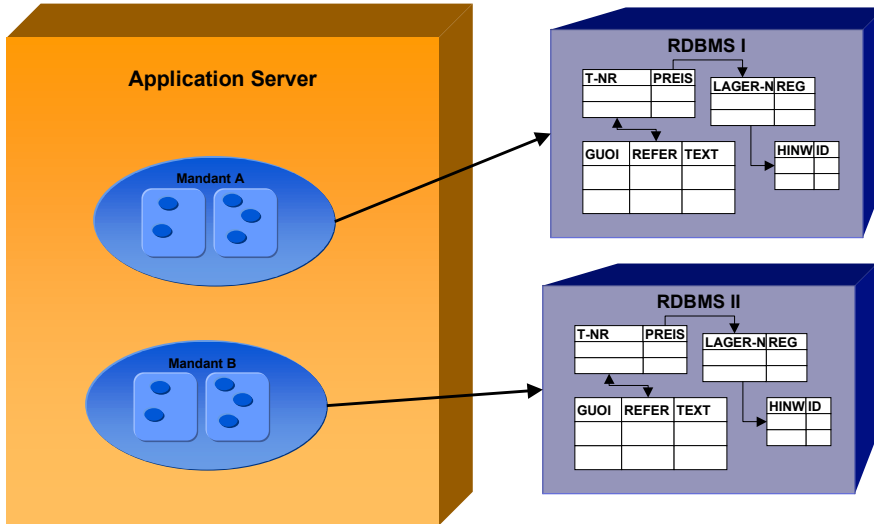 Application Server
Mandant A
Mandant B
RDBMS I
T-NR PREIS
LAGER-N REG
GUOI REFER TEXT
HINW ID
RDBMS II
T-NR PREIS
LAGER-N REG
GUOI REFER TEXT
HINW ID